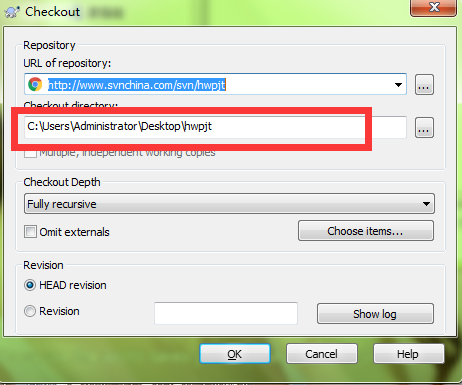 Checkout
Repository
URL of repository:
http://www.svnchina.com/svn/hwpjt
...
Checkout directory:
C:\Users\Administrator\Desktop\hwpjt
...
Multiple, independent working copies
Checkout Depth
Fully recursive
Omit externals
Choose items...
Revision
HEAD revision
Revision
Show log
OK
Cancel
Help